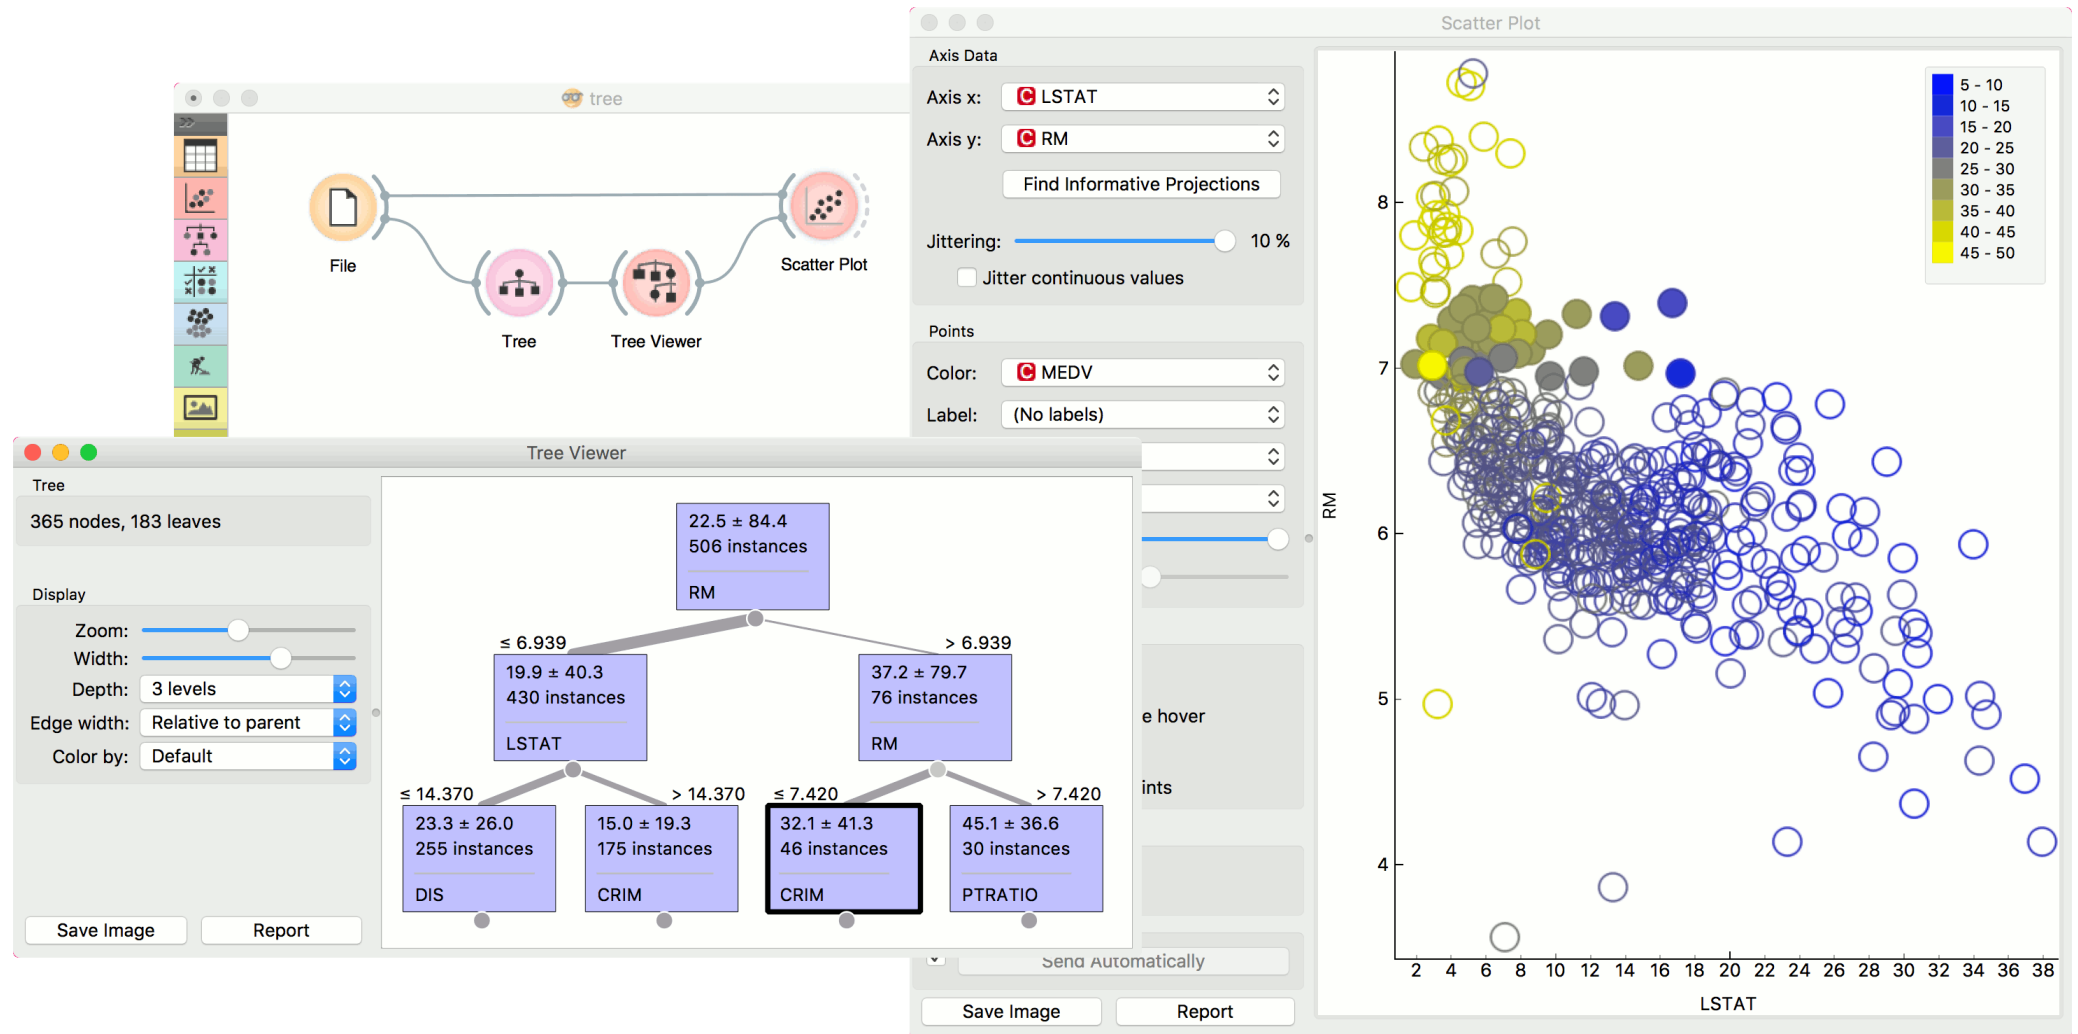 tree
File
Tree
Tree Viewer
Scatter Plot
Scatter Plot
Axis Data
Axis x: C LSTAT
Axis y: C RM
Find Informative Projections
Jittering: 10 %
Jitter continuous values
Points
Color: C MEDV
Label: (No labels)
e hover
ints
Send Automatically
Save Image Report
5 - 10
10 - 15
15 - 20
20 - 25
25 - 30
30 - 35
35 - 40
40 - 45
45 - 50
8
7
6
5
4
RM
2 4 6 8 10 12 14 16 18 20 22 24 26 28 30 32 34 36 38
LSTAT
Tree Viewer
Tree
365 nodes, 183 leaves
Display
Zoom:
Width:
Depth: 3 levels
Edge width: Relative to parent
Color by: Default
Save Image Report
22.5 ± 84.4
506 instances
RM
≤ 6.939
> 6.939
19.9 ± 40.3
430 instances
LSTAT
37.2 ± 79.7
76 instances
RM
≤ 14.370
> 14.370
≤ 7.420
> 7.420
23.3 ± 26.0
255 instances
DIS
15.0 ± 19.3
175 instances
CRIM
32.1 ± 41.3
46 instances
CRIM
45.1 ± 36.6
30 instances
PTRATIO